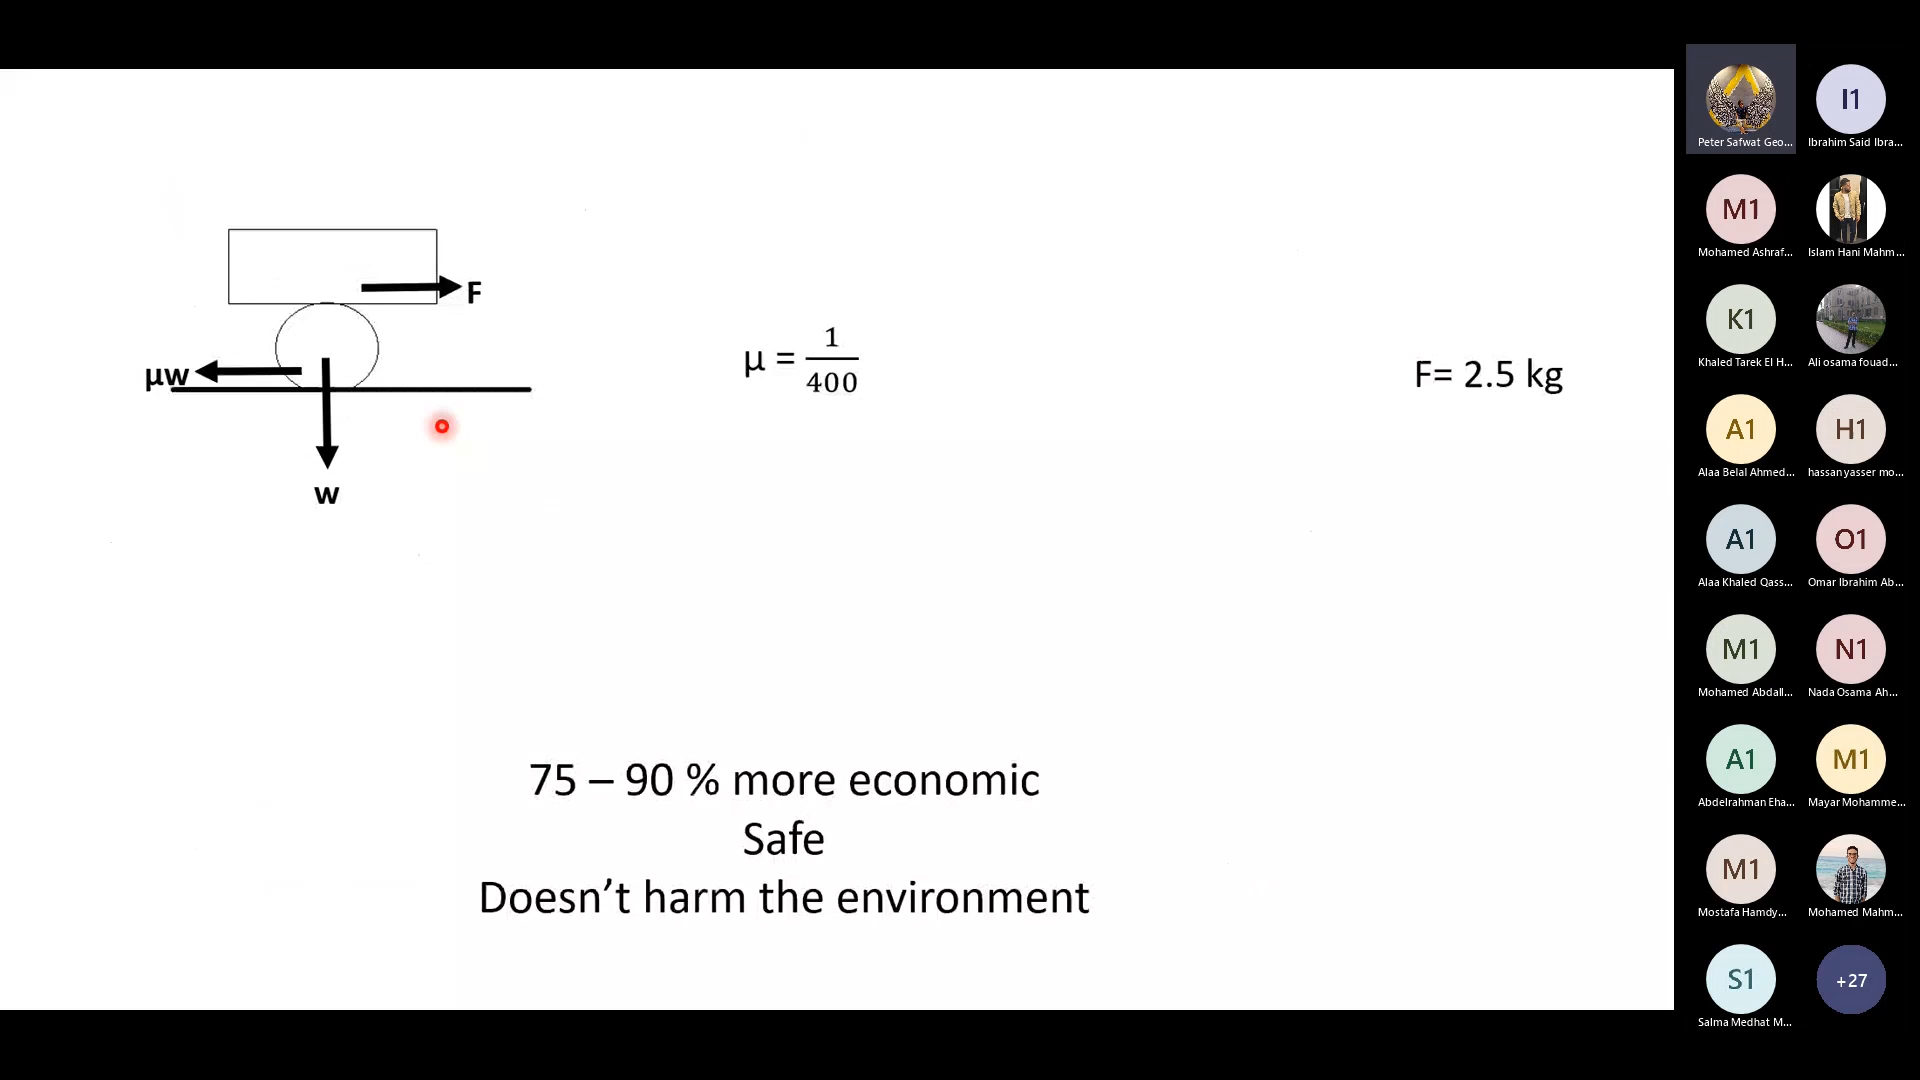 F
μw
w
μ = 1/400
F= 2.5 kg
75 – 90 % more economic
Safe
Doesn’t harm the environment
Peter Safwat Geo...
I1
Ibrahim Said Ibra...
M1
Mohamed Ashraf...
Islam Hani Mahm...
K1
Khaled Tarek El H...
Ali osama fouad...
A1
Alaa Belal Ahmed...
H1
hassan yasser mo...
A1
Alaa Khaled Qass...
O1
Omar Ibrahim Ab...
M1
Mohamed Abdall...
N1
Nada Osama Ah...
A1
Abdelrahman Eha...
M1
Mayar Mohamme...
M1
Mostafa Hamdy...
Mohamed Mahm...
S1
Salma Medhat M...
+27